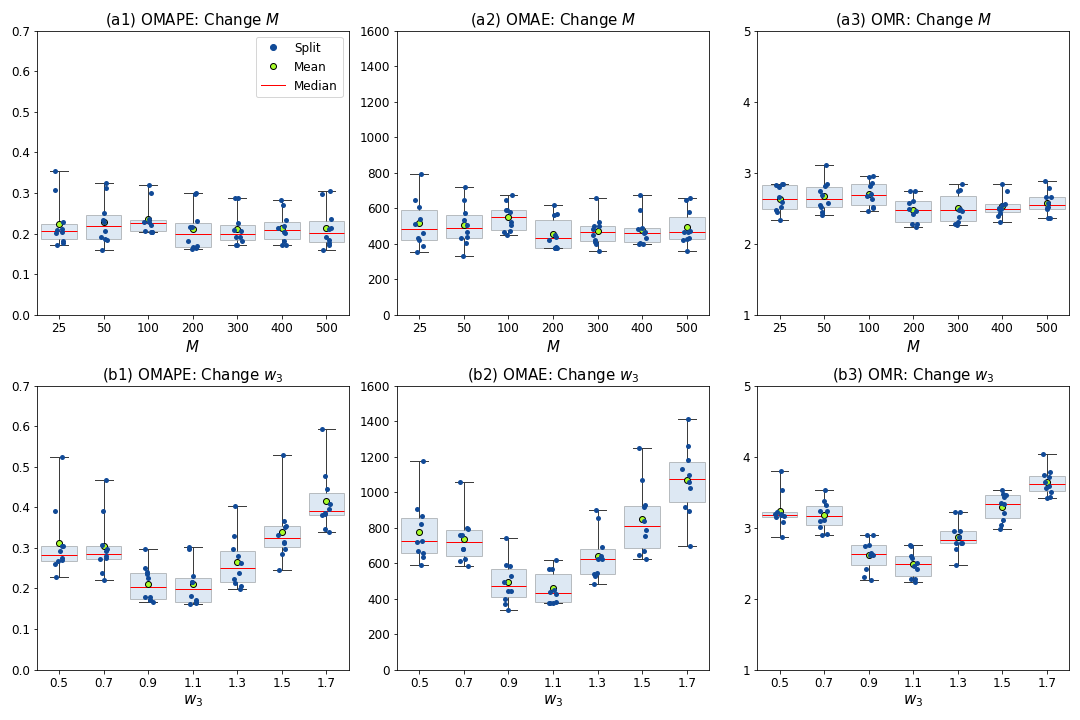 (a1) OMAPE: Change M
0.7
0.6
0.5
0.4
0.3
0.2
0.1
0.0
Split
Mean
Median
25 50 100 200 300 400 500
M
(a2) OMAE: Change M
1600
1400
1200
1000
800
600
400
200
0
25 50 100 200 300 400 500
M
(a3) OMR: Change M
5
4
3
2
1
25 50 100 200 300 400 500
M
(b1) OMAPE: Change w₃
0.7
0.6
0.5
0.4
0.3
0.2
0.1
0.0
0.5 0.7 0.9 1.1 1.3 1.5 1.7
w₃
(b2) OMAE: Change w₃
1600
1400
1200
1000
800
600
400
200
0
0.5 0.7 0.9 1.1 1.3 1.5 1.7
w₃
(b3) OMR: Change w₃
5
4
3
2
1
0.5 0.7 0.9 1.1 1.3 1.5 1.7
w₃